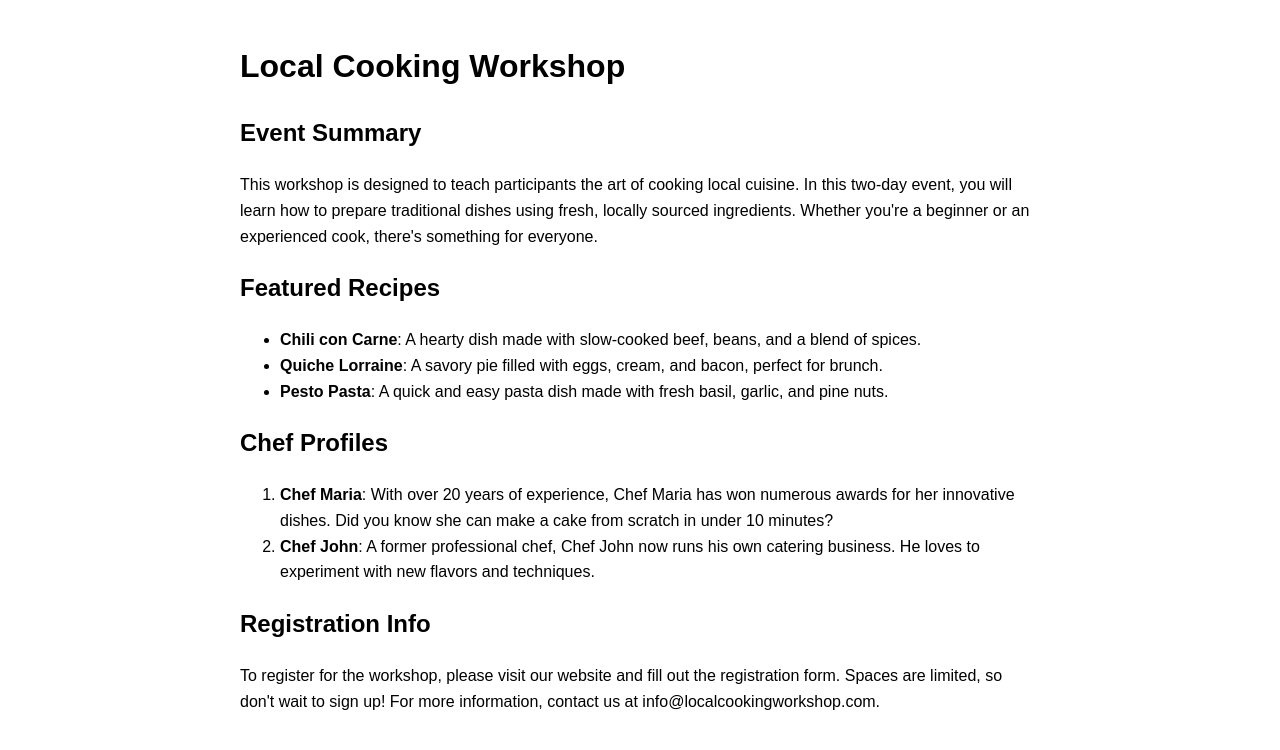 Local Cooking Workshop
Event Summary
This workshop is designed to teach participants the art of cooking local cuisine. In this two-day event, you will
learn how to prepare traditional dishes using fresh, locally sourced ingredients. Whether you're a beginner or an
experienced cook, there's something for everyone.
Featured Recipes
• Chili con Carne: A hearty dish made with slow-cooked beef, beans, and a blend of spices.
• Quiche Lorraine: A savory pie filled with eggs, cream, and bacon, perfect for brunch.
• Pesto Pasta: A quick and easy pasta dish made with fresh basil, garlic, and pine nuts.
Chef Profiles
1. Chef Maria: With over 20 years of experience, Chef Maria has won numerous awards for her innovative
dishes. Did you know she can make a cake from scratch in under 10 minutes?
2. Chef John: A former professional chef, Chef John now runs his own catering business. He loves to
experiment with new flavors and techniques.
Registration Info
To register for the workshop, please visit our website and fill out the registration form. Spaces are limited, so
don't wait to sign up! For more information, contact us at info@localcookingworkshop.com.